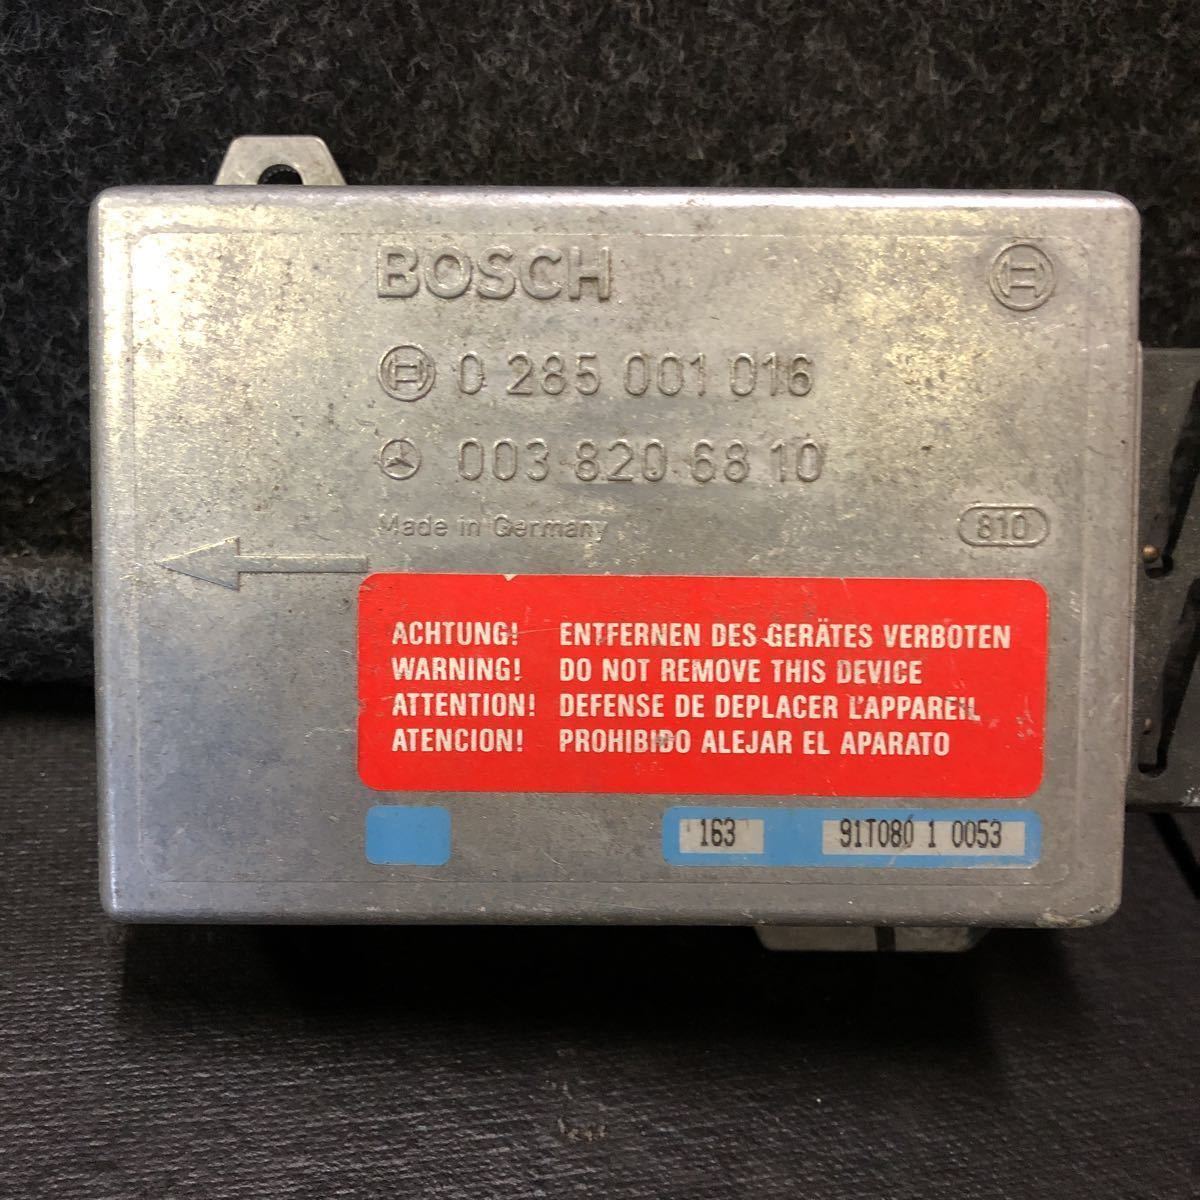 BOSCH
0 285 001 016
003 820 68 10
Made in Germany
810
ACHTUNG! ENTFERNEN DES GERÄTES VERBOTEN
WARNING! DO NOT REMOVE THIS DEVICE
ATTENTION! DEFENSE DE DEPLACER L'APPAREIL
ATENCION! PROHIBIDO ALEJAR EL APARATO
163 91T080 1 0053